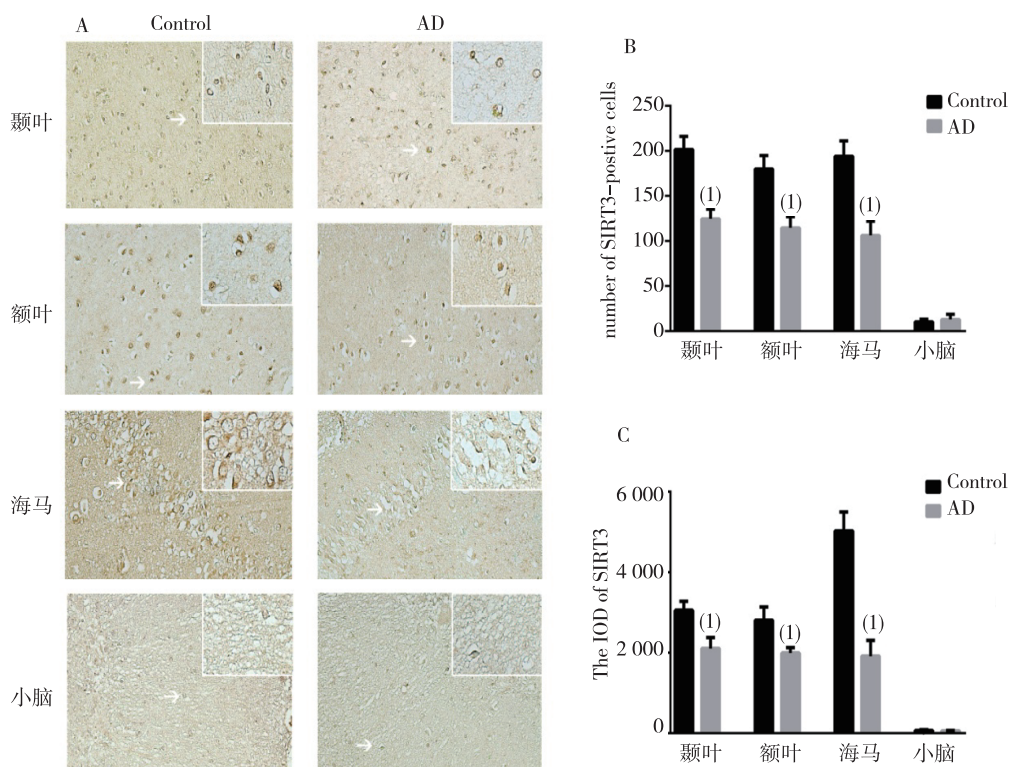 A
Control
AD
颞叶
额叶
海马
小脑
B
number of SIRT3-postive cells
250
200
150
100
50
0
(1)
(1)
(1)
颞叶
额叶
海马
小脑
Control
AD
C
The IOD of SIRT3
6 000
4 000
2 000
0
(1)
(1)
(1)
颞叶
额叶
海马
小脑
Control
AD